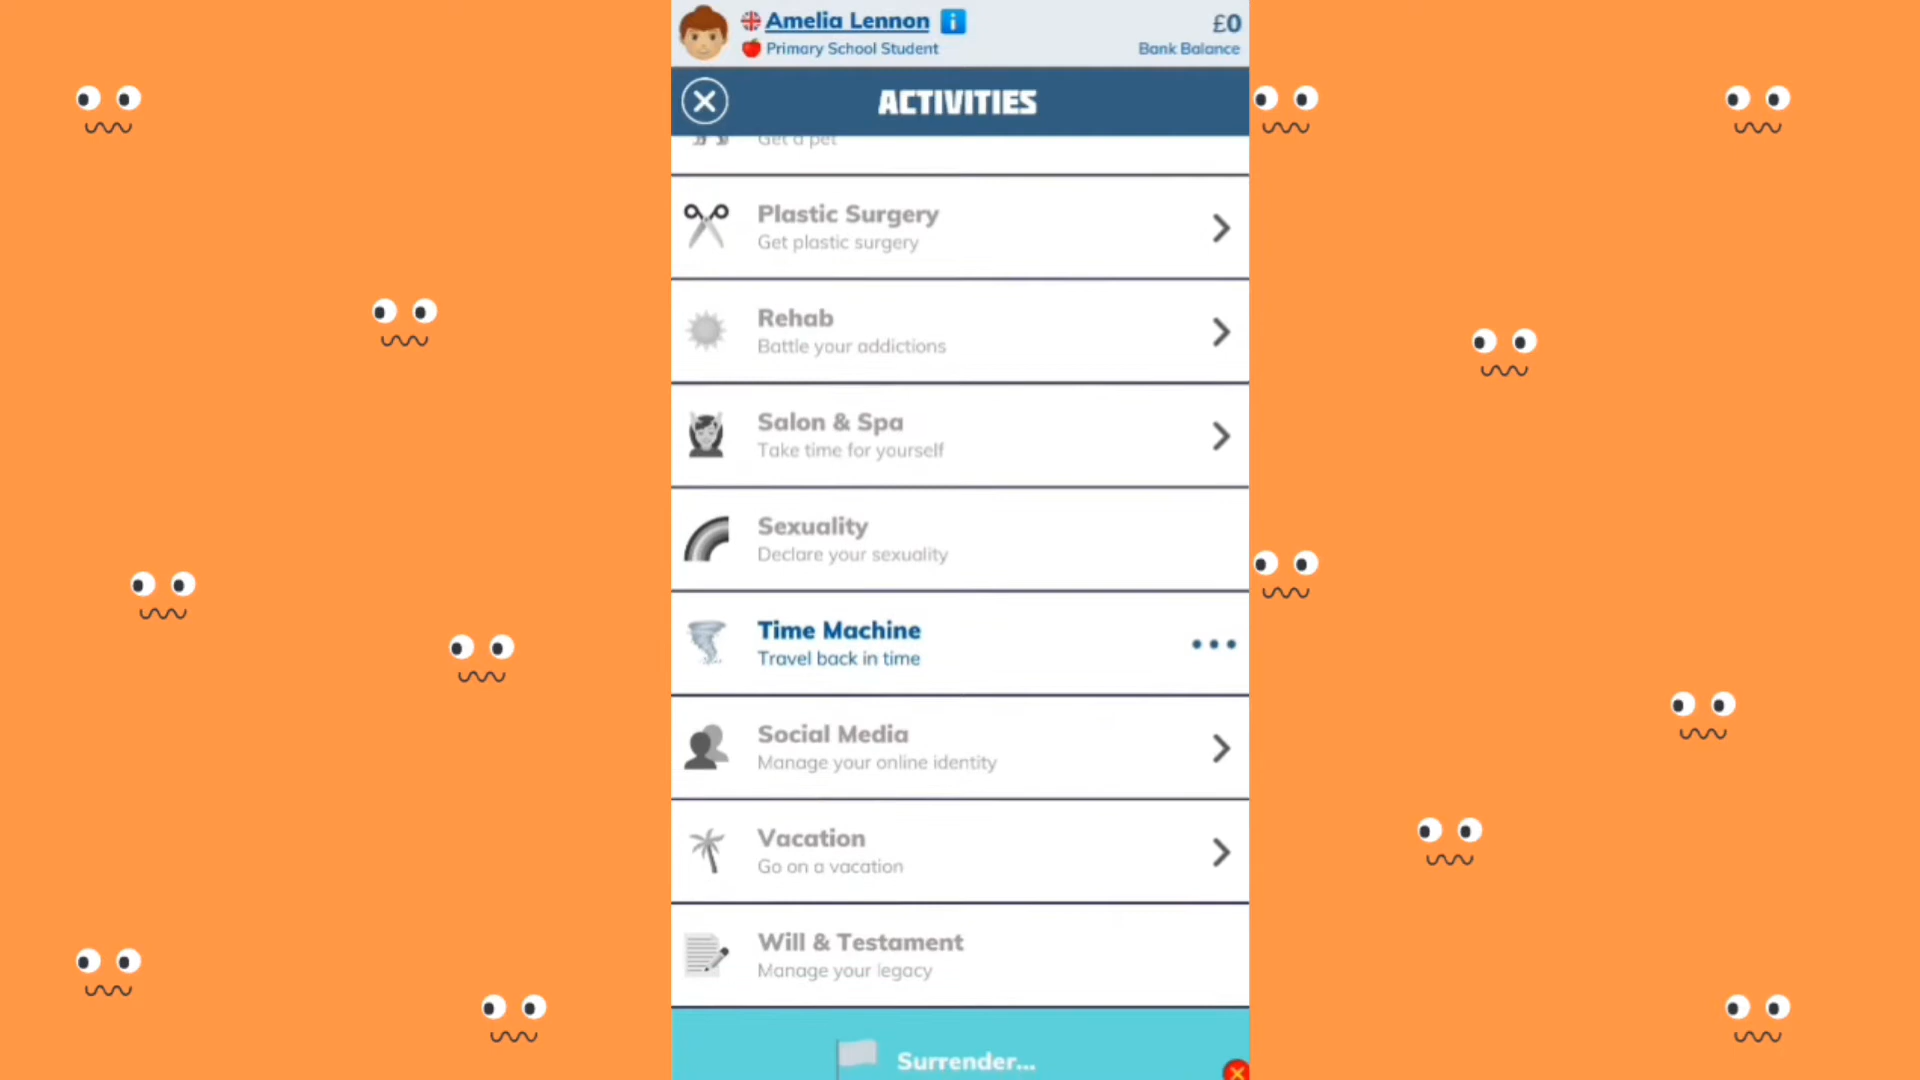 Amelia Lennon
£0
Primary School Student
Bank Balance
ACTIVITIES
Get a pet
Plastic Surgery
Get plastic surgery
Rehab
Battle your addictions
Salon & Spa
Take time for yourself
Sexuality
Declare your sexuality
Time Machine
Travel back in time
Social Media
Manage your online identity
Vacation
Go on a vacation
Will & Testament
Manage your legacy
Surrender...